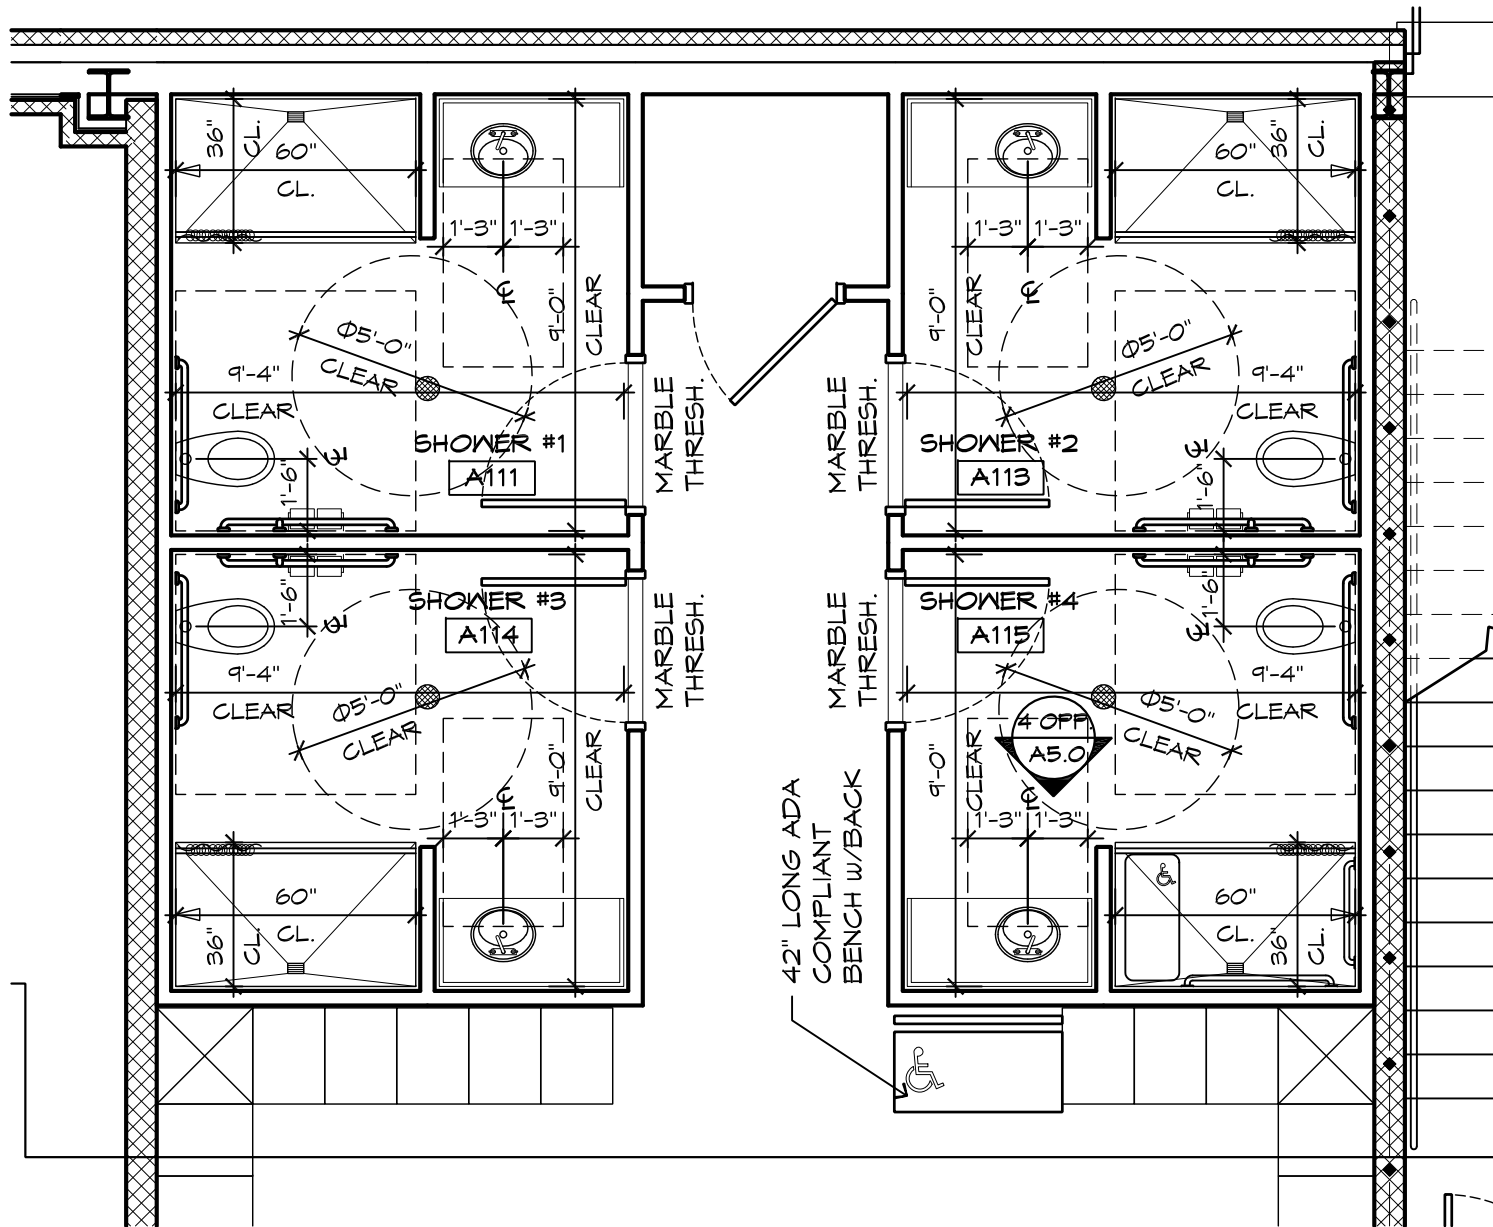 36"
CL.
60"
CL.
1'-3"
1'-3"
℄
9'-0"
CLEAR
Φ5'-0"
CLEAR
9'-4"
CLEAR
1'-6"
℄
SHOWER #1
A111
MARBLE
THRESH.
36"
CL.
60"
CL.
1'-3"
1'-3"
℄
9'-0"
CLEAR
Φ5'-0"
CLEAR
9'-4"
CLEAR
1'-6"
℄
SHOWER #2
A113
MARBLE
THRESH.
1'-6"
℄
SHOWER #3
A114
9'-4"
CLEAR
Φ5'-0"
CLEAR
9'-0"
CLEAR
1'-3"
1'-3"
℄
60"
CL.
36"
CL.
MARBLE
THRESH.
1'-6"
℄
SHOWER #4
A115
9'-4"
CLEAR
Φ5'-0"
CLEAR
4 OPP.
A5.0
9'-0"
CLEAR
1'-3"
1'-3"
℄
60"
CL.
36"
CL.
MARBLE
THRESH.
42" LONG ADA
COMPLIANT
BENCH W/BACK